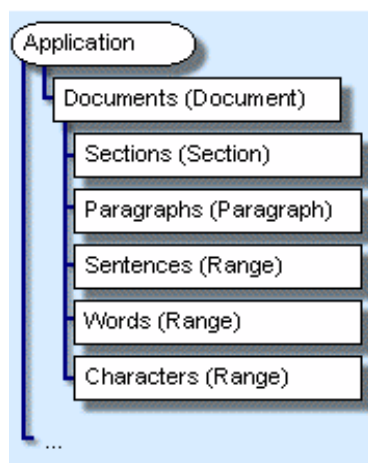 Application
Documents (Document)
Sections (Section)
Paragraphs (Paragraph)
Sentences (Range)
Words (Range)
Characters (Range)
...